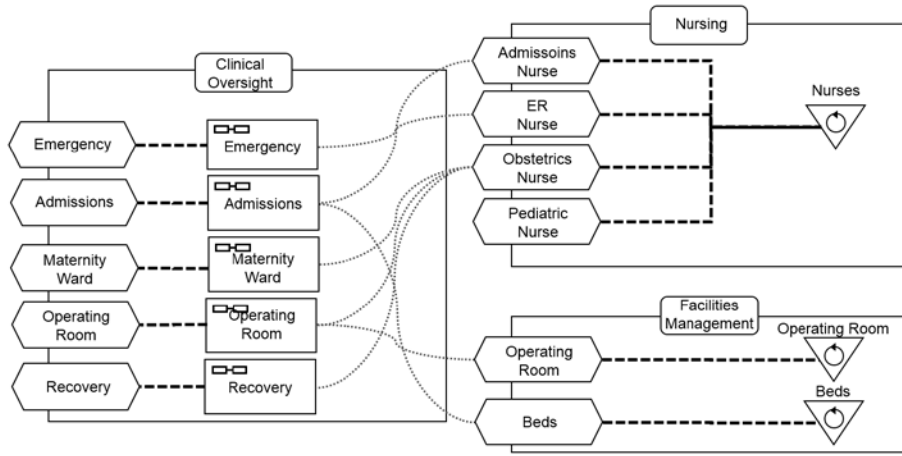 Clinical
Oversight
Emergency
Emergency
Admissions
Admissions
Maternity
Ward
Maternity
Ward
Operating
Room
Operating
Room
Recovery
Recovery
Nursing
Admissoins
Nurse
ER
Nurse
Obstetrics
Nurse
Pediatric
Nurse
Nurses
Facilities
Management
Operating
Room
Operating Room
Beds
Beds